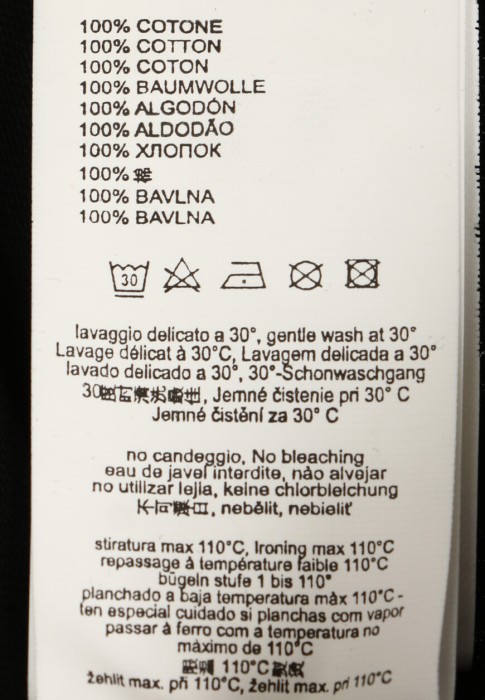 100% COTONE
100% COTTON
100% COTON
100% BAUMWOLLE
100% ALGODÓN
100% ALDODÃO
100% ХЛОПОК
100%
100% BAVLNA
100% BAVLNA
30
lavaggio delicato a 30°, gentle wash at 30°
Lavage délicat à 30°C, Lavagem delicada a 30°
lavado delicado a 30°, 30°-Schonwaschgang
30, Jemné čistenie pri 30° C
Jemné čistění za 30° C
no candeggio, No bleaching
eau de javel interdite, não alvejar
no utilizar lejia, keine chlorbleichung
, nebělit, nebieliť
stiratura max 110°C, Ironing max 110°C
repassage à température faible 110°C
bügeln stufe 1 bis 110°
planchado a baja temperatura màx 110°C -
ten especial cuidado si planchas com vapor
passar à ferro com a temperatura no
máximo de 110°C
110°C
žehlit max. při 110°C, žehlit max. pri 110°C